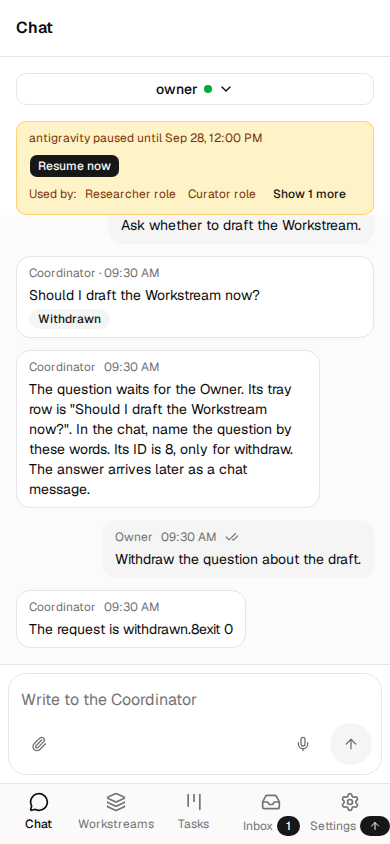 Chat
owner
antigravity paused until Sep 28, 12:00 PM
Resume now
Used by: Researcher role Curator role Show 1 more
Ask whether to draft the Workstream.
Coordinator · 09:30 AM
Should I draft the Workstream now?
Withdrawn
Coordinator 09:30 AM
The question waits for the Owner. Its tray
row is "Should I draft the Workstream
now?". In the chat, name the question by
these words. Its ID is 8, only for withdraw.
The answer arrives later as a chat
message.
Owner 09:30 AM
Withdraw the question about the draft.
Coordinator 09:30 AM
The request is withdrawn.8exit 0
Write to the Coordinator
Chat Workstreams Tasks Inbox 1 Settings